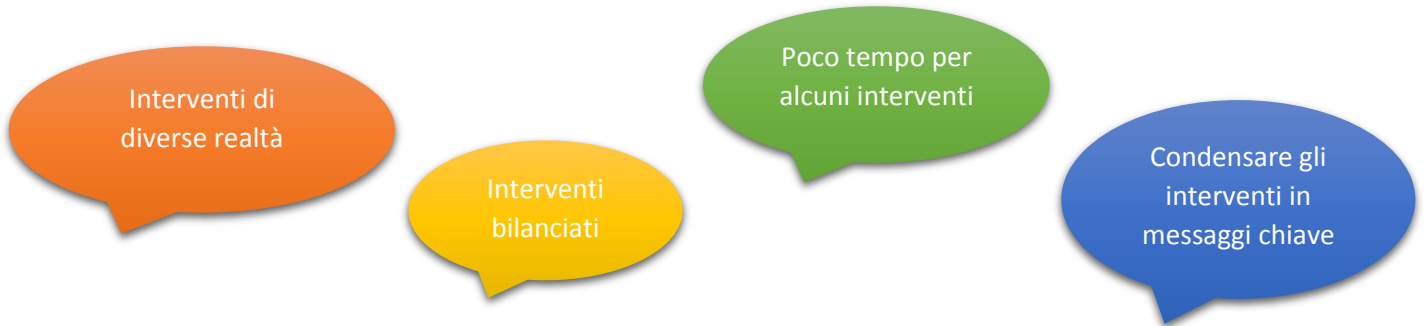 Interventi di
diverse realtà
Interventi
bilanciati
Poco tempo per
alcuni interventi
Condensare gli
interventi in
messaggi chiave